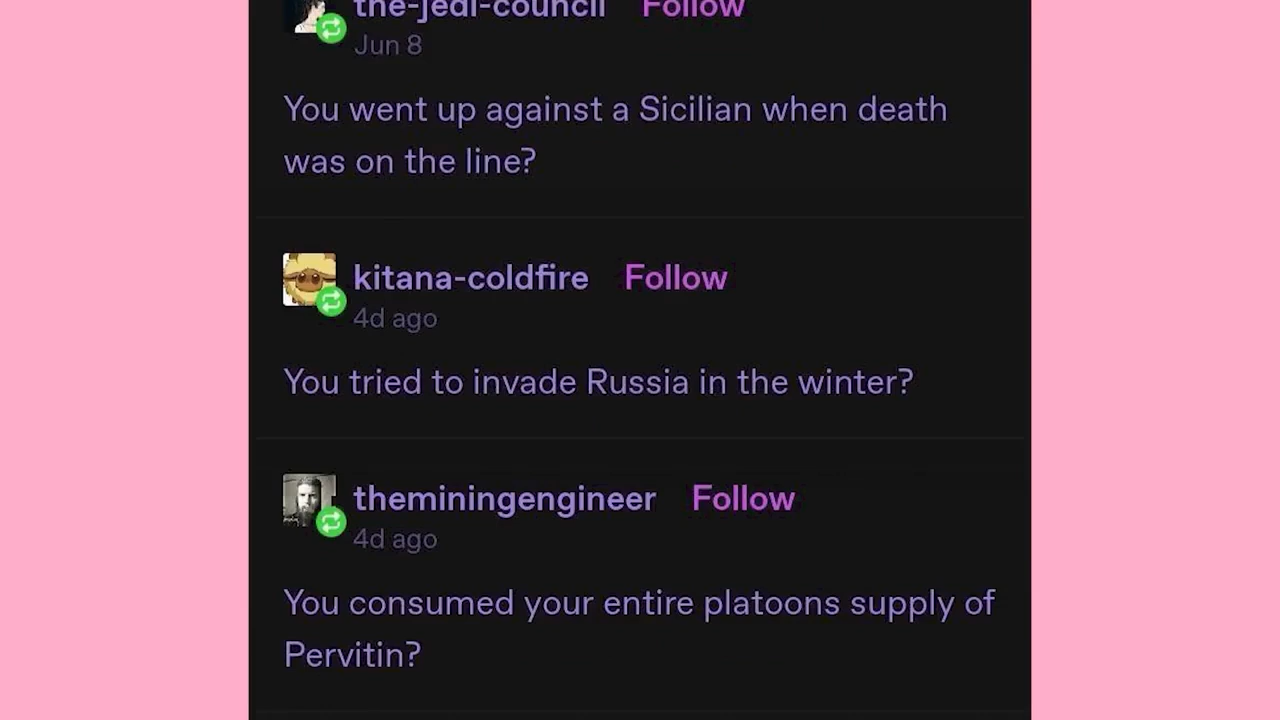 the-jedi-council Follow
Jun 8
You went up against a Sicilian when death
was on the line?
kitana-coldfire Follow
4d ago
You tried to invade Russia in the winter?
theminingengineer Follow
4d ago
You consumed your entire platoons supply of
Pervitin?